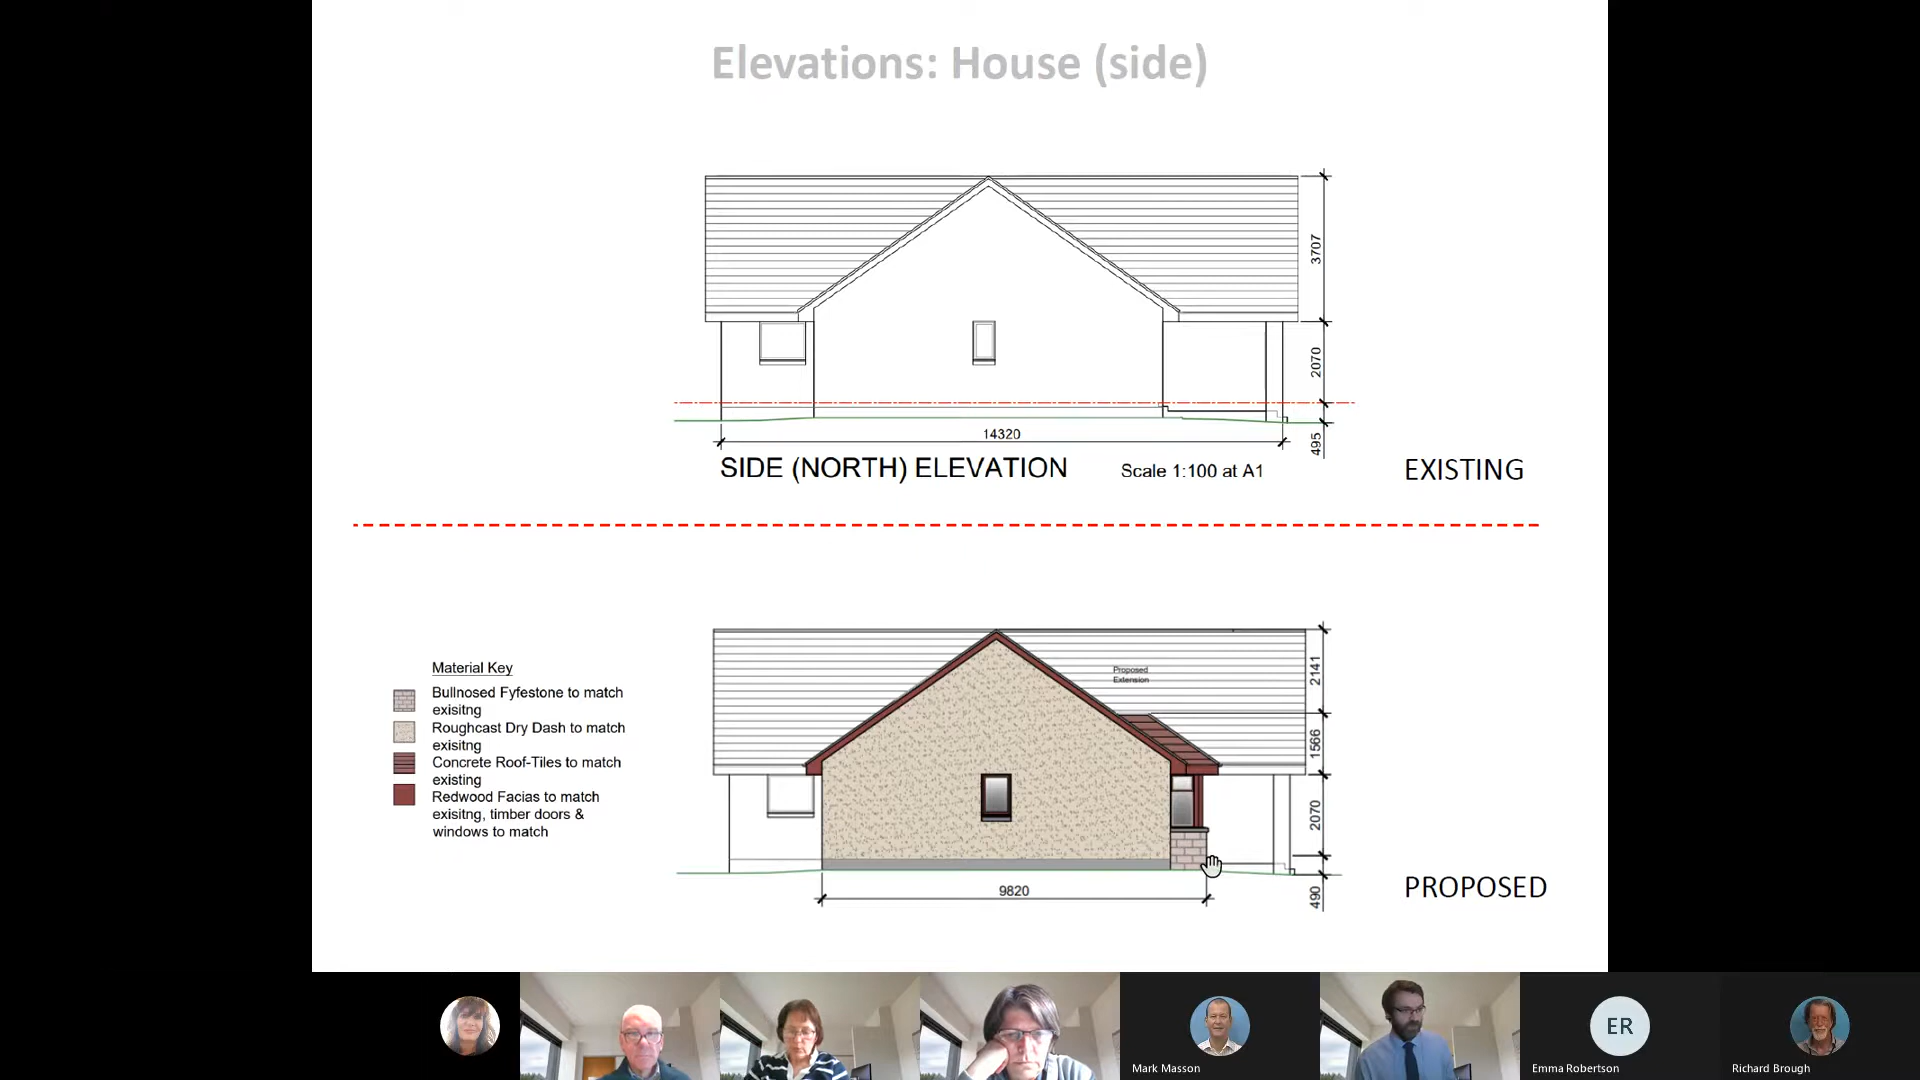 Elevations: House (side)
3707
2070
495
14320
SIDE (NORTH) ELEVATION
Scale 1:100 at A1
EXISTING
Material Key
Bullnosed Fyfestone to match
exisitng
Roughcast Dry Dash to match
exisitng
Concrete Roof-Tiles to match
existing
Redwood Facias to match
exisitng, timber doors &
windows to match
Proposed
Extension
2141
1566
2070
490
9820
PROPOSED
ER
Mark Masson
Emma Robertson
Richard Brough